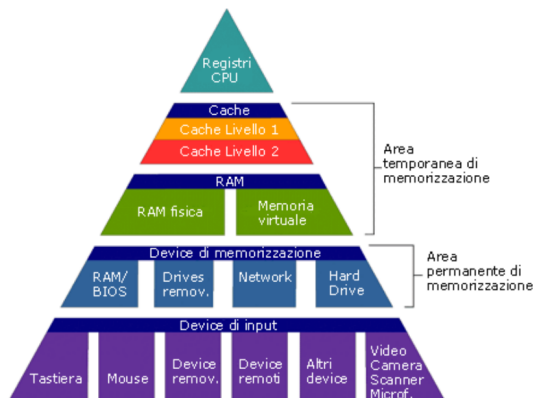 Registri
CPU
Cache
Cache Livello 1
Cache Livello 2
Area
temporanea di
memorizzazione
RAM
RAM fisica
Memoria
virtuale
Device di memorizzazione
RAM/
BIOS
Drives
remov.
Network
Hard
Drive
Area
permanente di
memorizzazione
Device di input
Tastiera
Mouse
Device
remov.
Device
remoti
Altri
device
Video
Camera
Scanner
Microf.